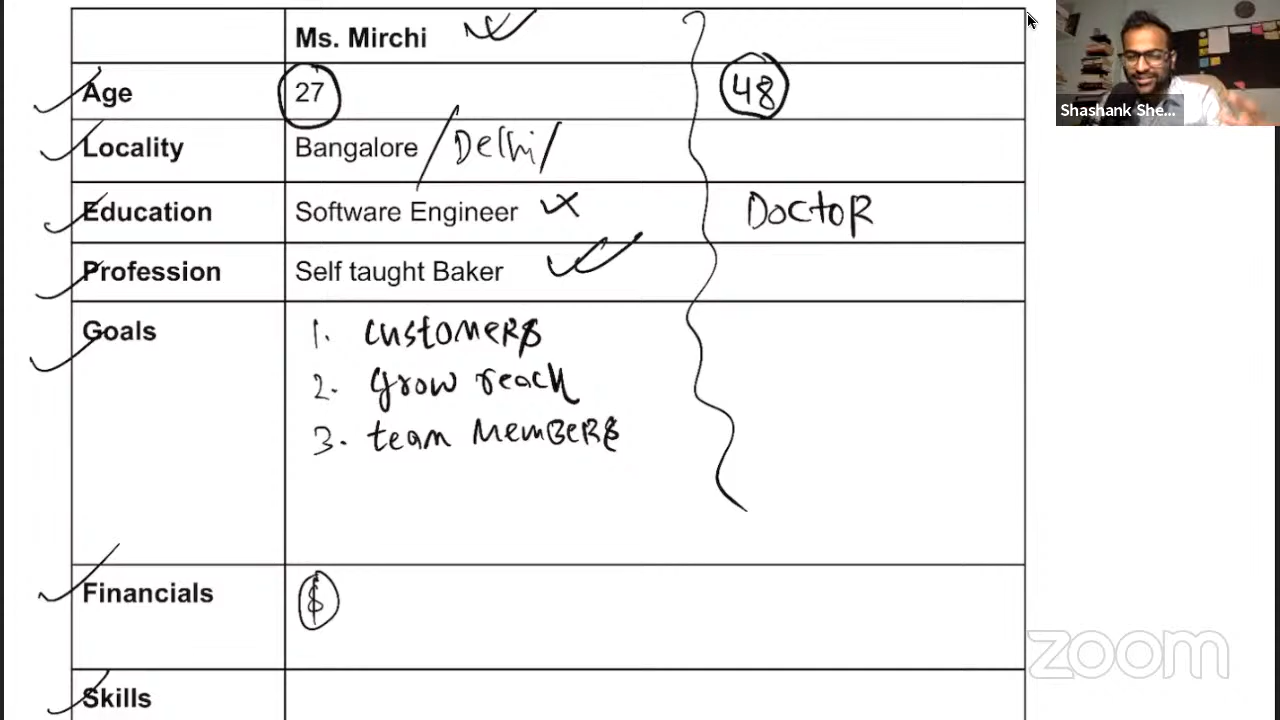 Ms. Mirchi
Age 27 48
Locality Bangelore / Delhi /
Education Software Engineer DOCTOR
Profession Self taught Baker
Goals 1. CUSTOMERS
2. Grow reach
3. team MEMBERS
Financials $
Skills
Shashank She...
zoom